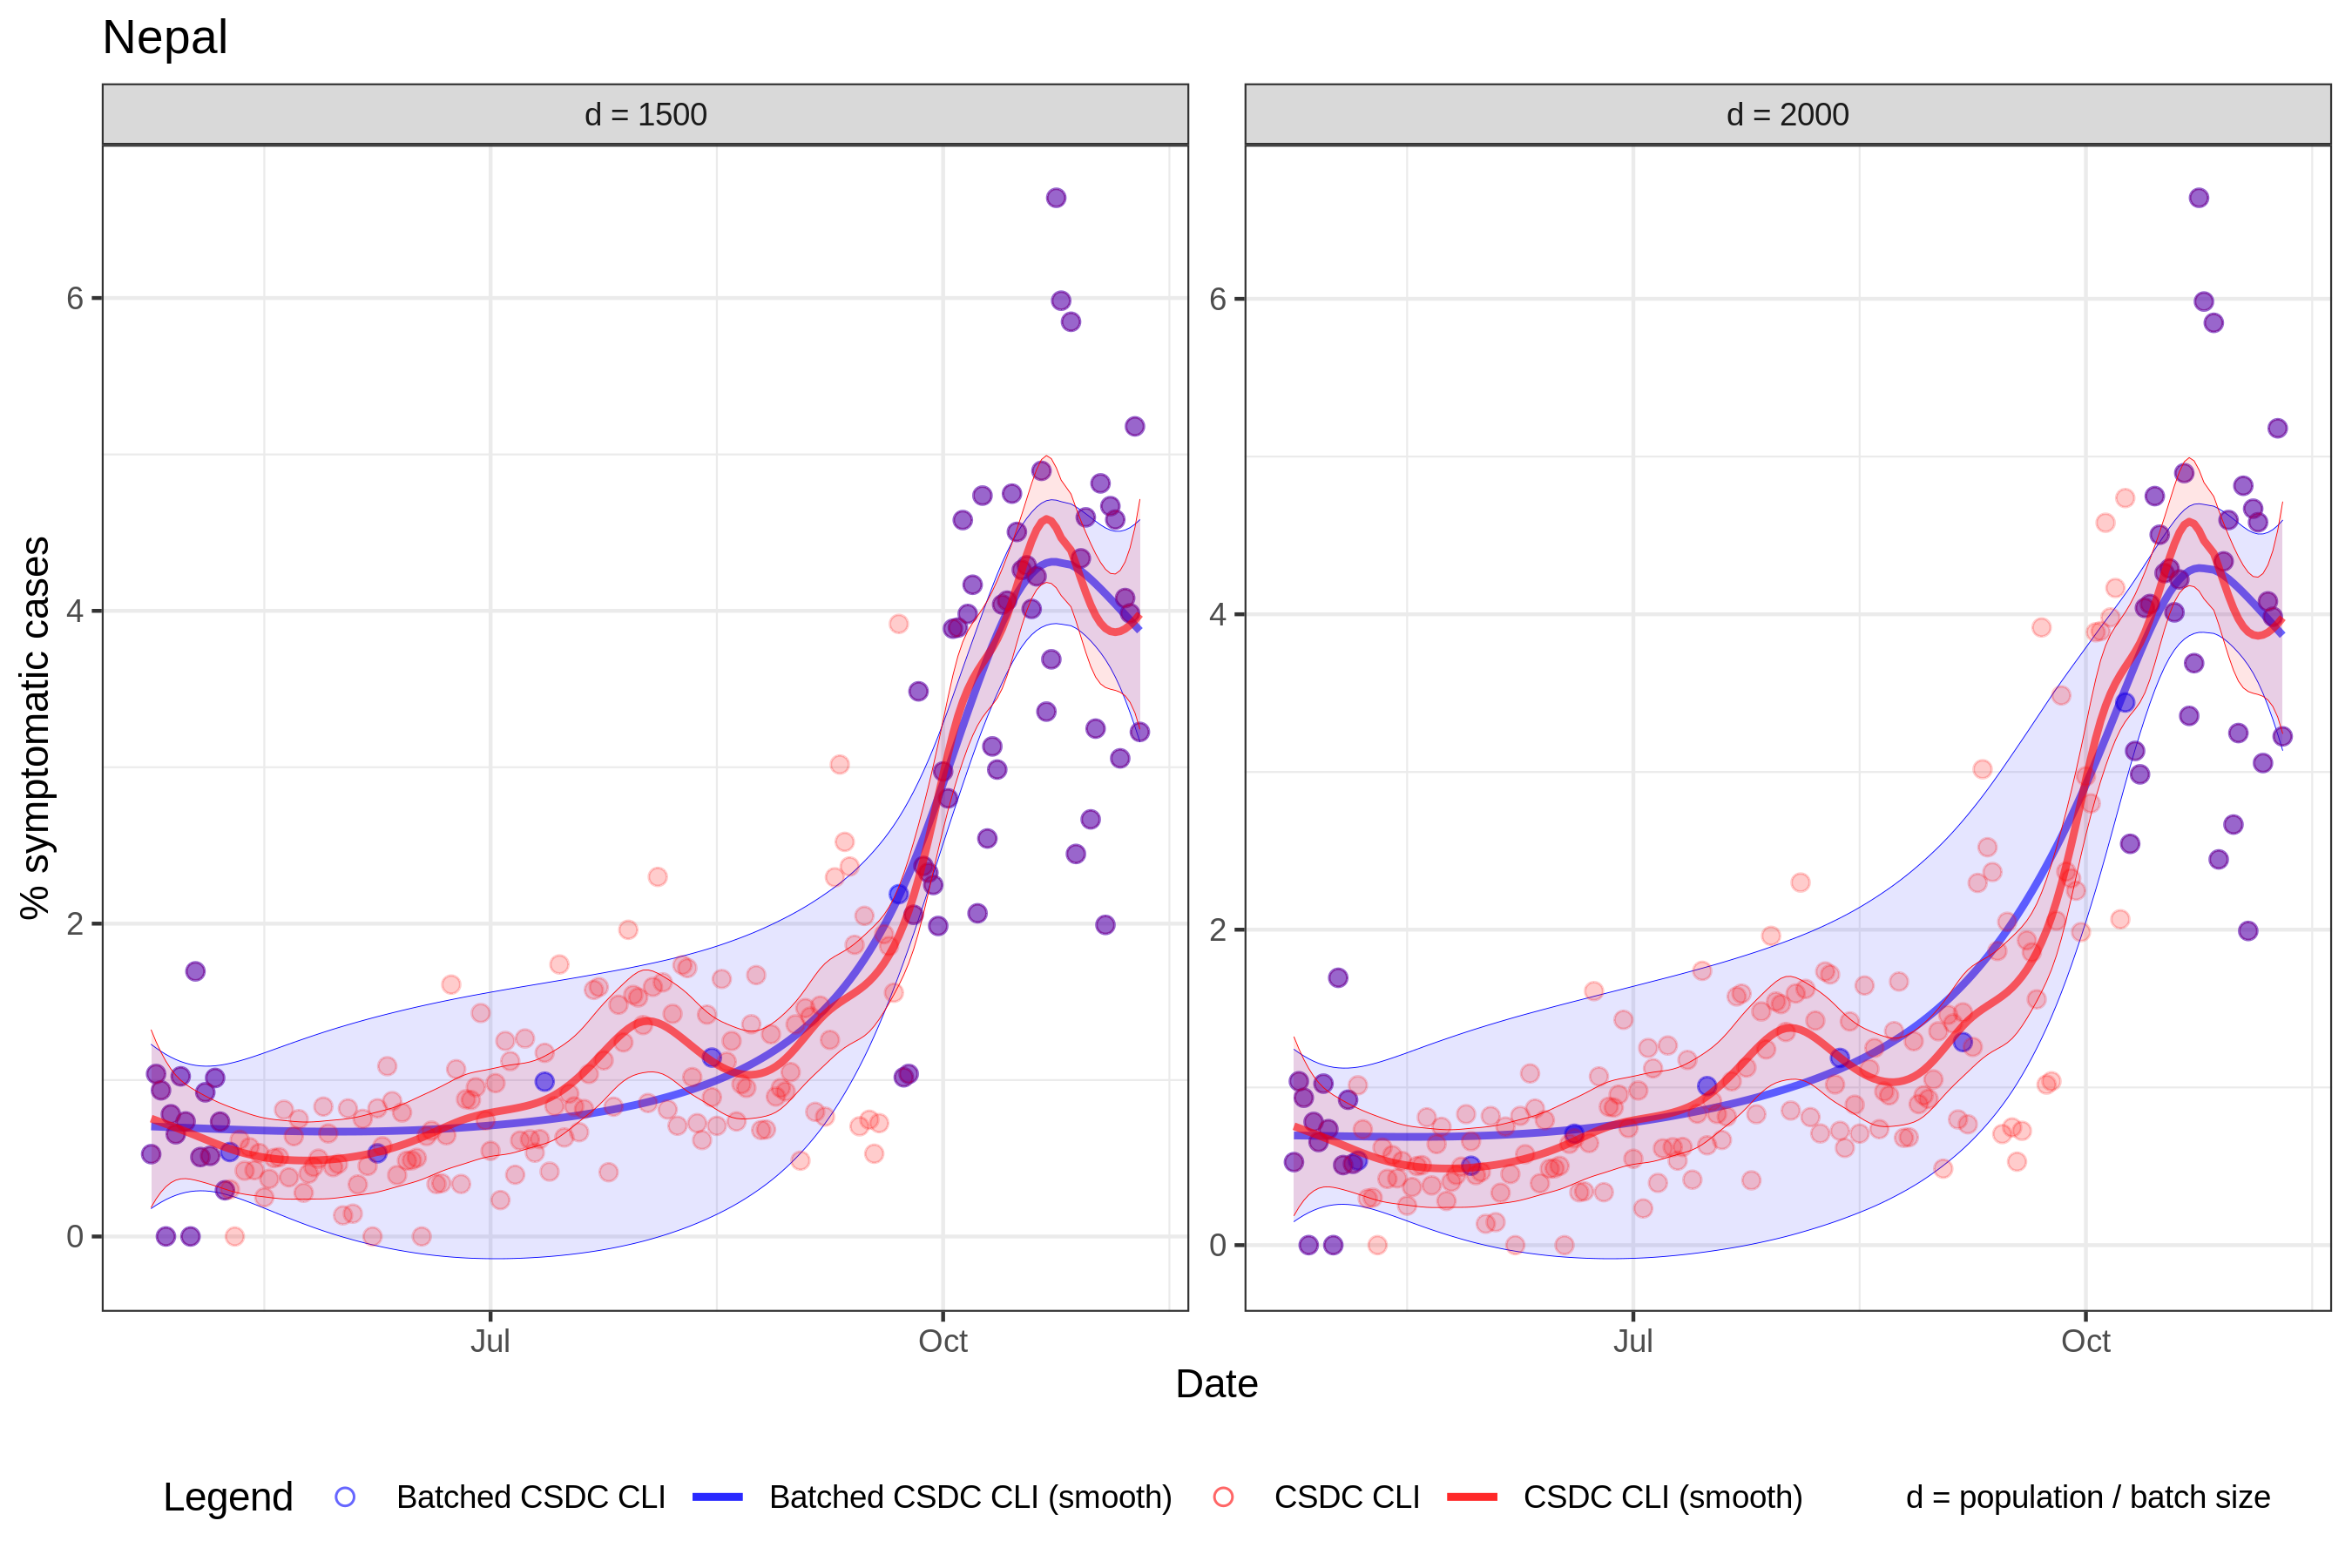 Nepal
d = 1500
d = 2000
% symptomatic cases
6
4
2
0
6
4
2
0
Jul
Oct
Jul
Oct
Date
Legend
Batched CSDC CLI
Batched CSDC CLI (smooth)
CSDC CLI
CSDC CLI (smooth)
d = population / batch size